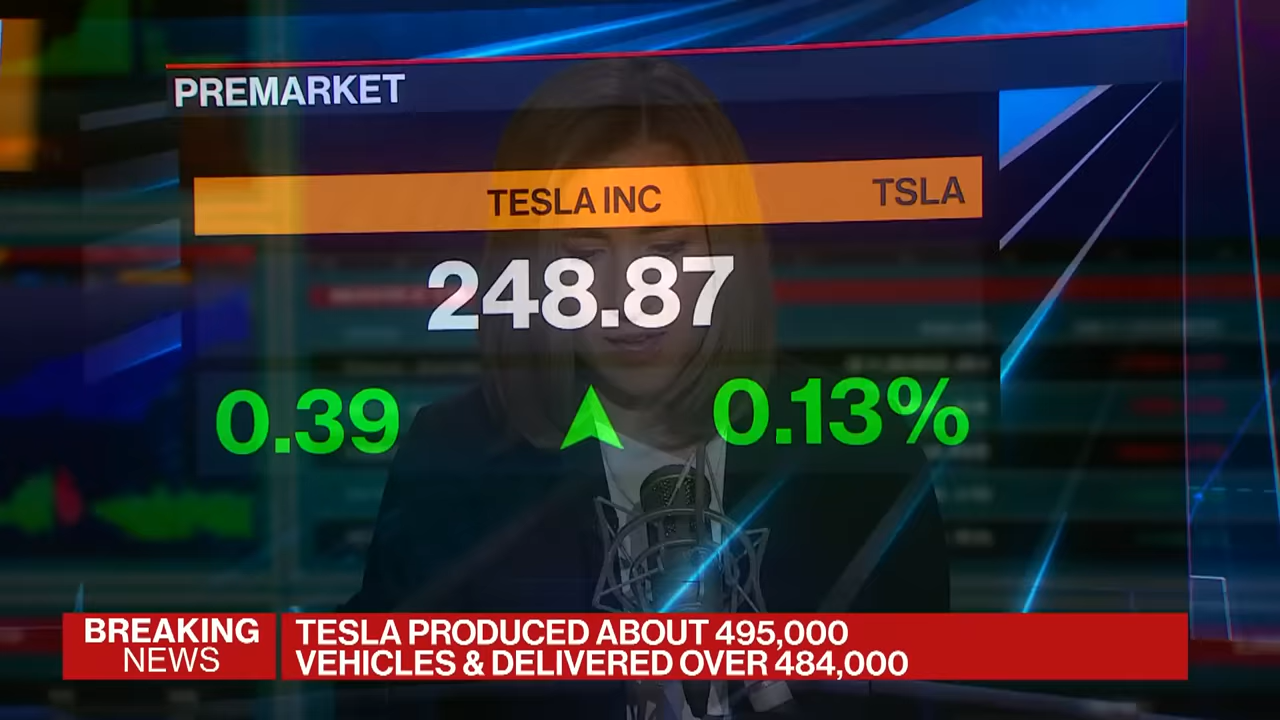 PREMARKET
TESLA INC TSLA
248.87
0.39 0.13%
BREAKING
NEWS
TESLA PRODUCED ABOUT 495,000
VEHICLES & DELIVERED OVER 484,000